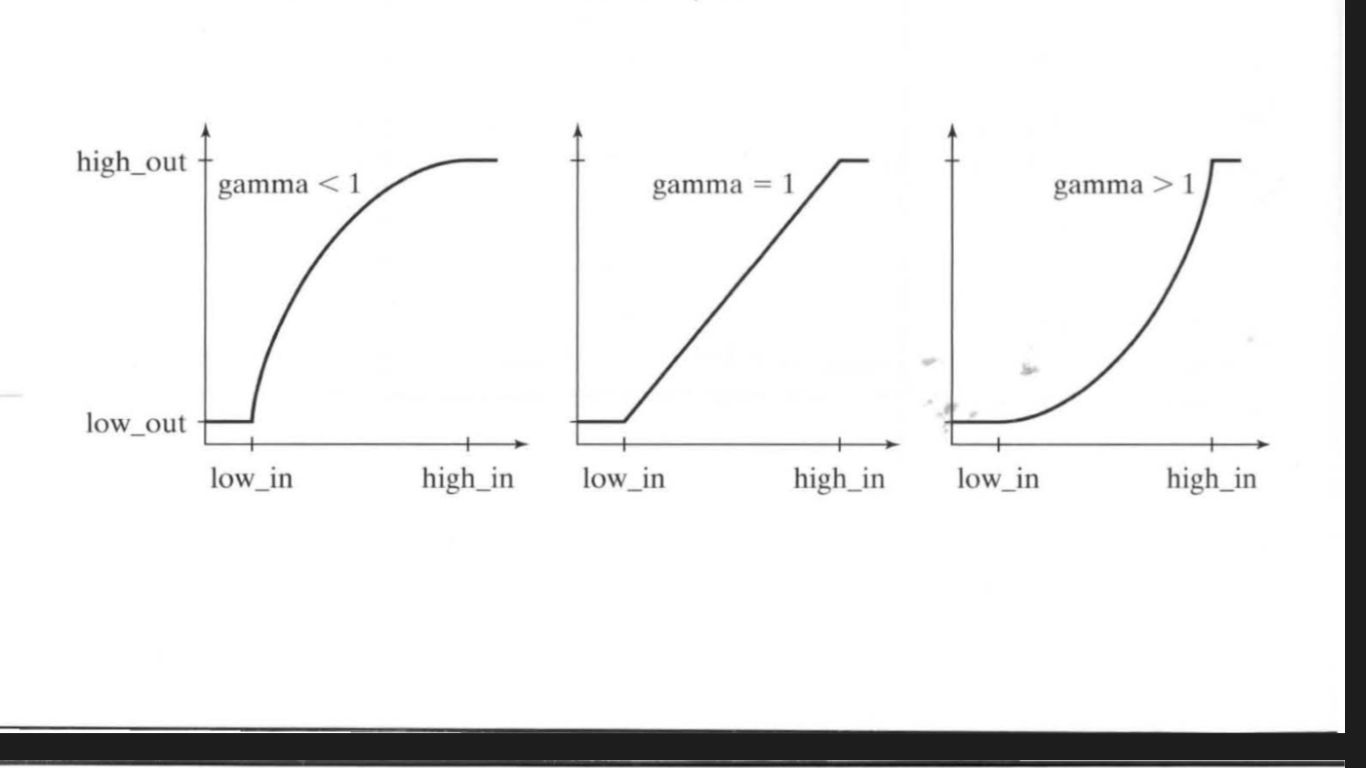 high_out
gamma < 1
gamma = 1
gamma > 1
low_out
low_in
high_in
low_in
high_in
low_in
high_in